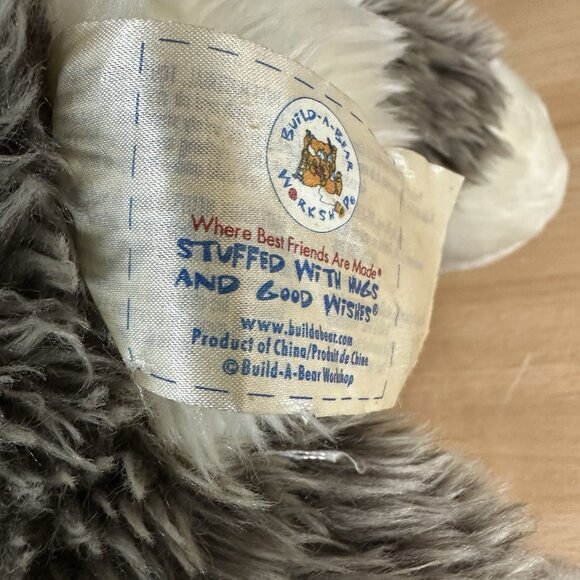 BUILD-A-BEAR
WORKSHOP®
Where Best Friends Are Made®
STUFFED WITH HUGS
AND GOOD WISHES®
www.buildabear.com
Product of China/Produit de Chine
©Build-A-Bear Workshop